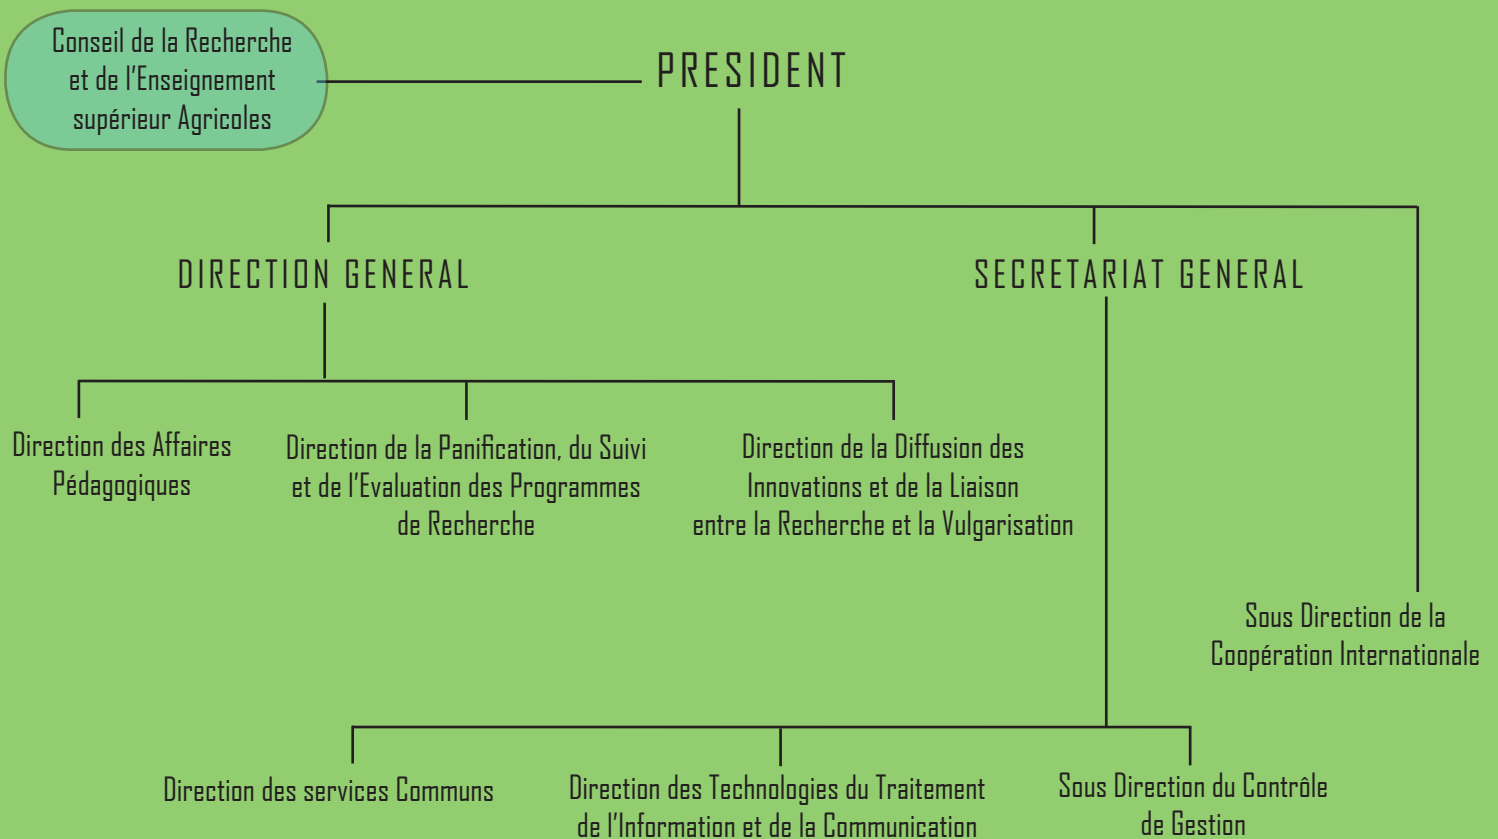 Conseil de la Recherche
et de l'Enseignement
supérieur Agricoles
PRESIDENT
DIRECTION GENERAL
SECRETARIAT GENERAL
Direction des Affaires
Pédagogiques
Direction de la Panification, du Suivi
et de l'Evaluation des Programmes
de Recherche
Direction de la Diffusion des
Innovations et de la Liaison
entre la Recherche et la Vulgarisation
Sous Direction de la
Coopération Internationale
Direction des services Communs
Direction des Technologies du Traitement
de l'Information et de la Communication
Sous Direction du Contrôle
de Gestion